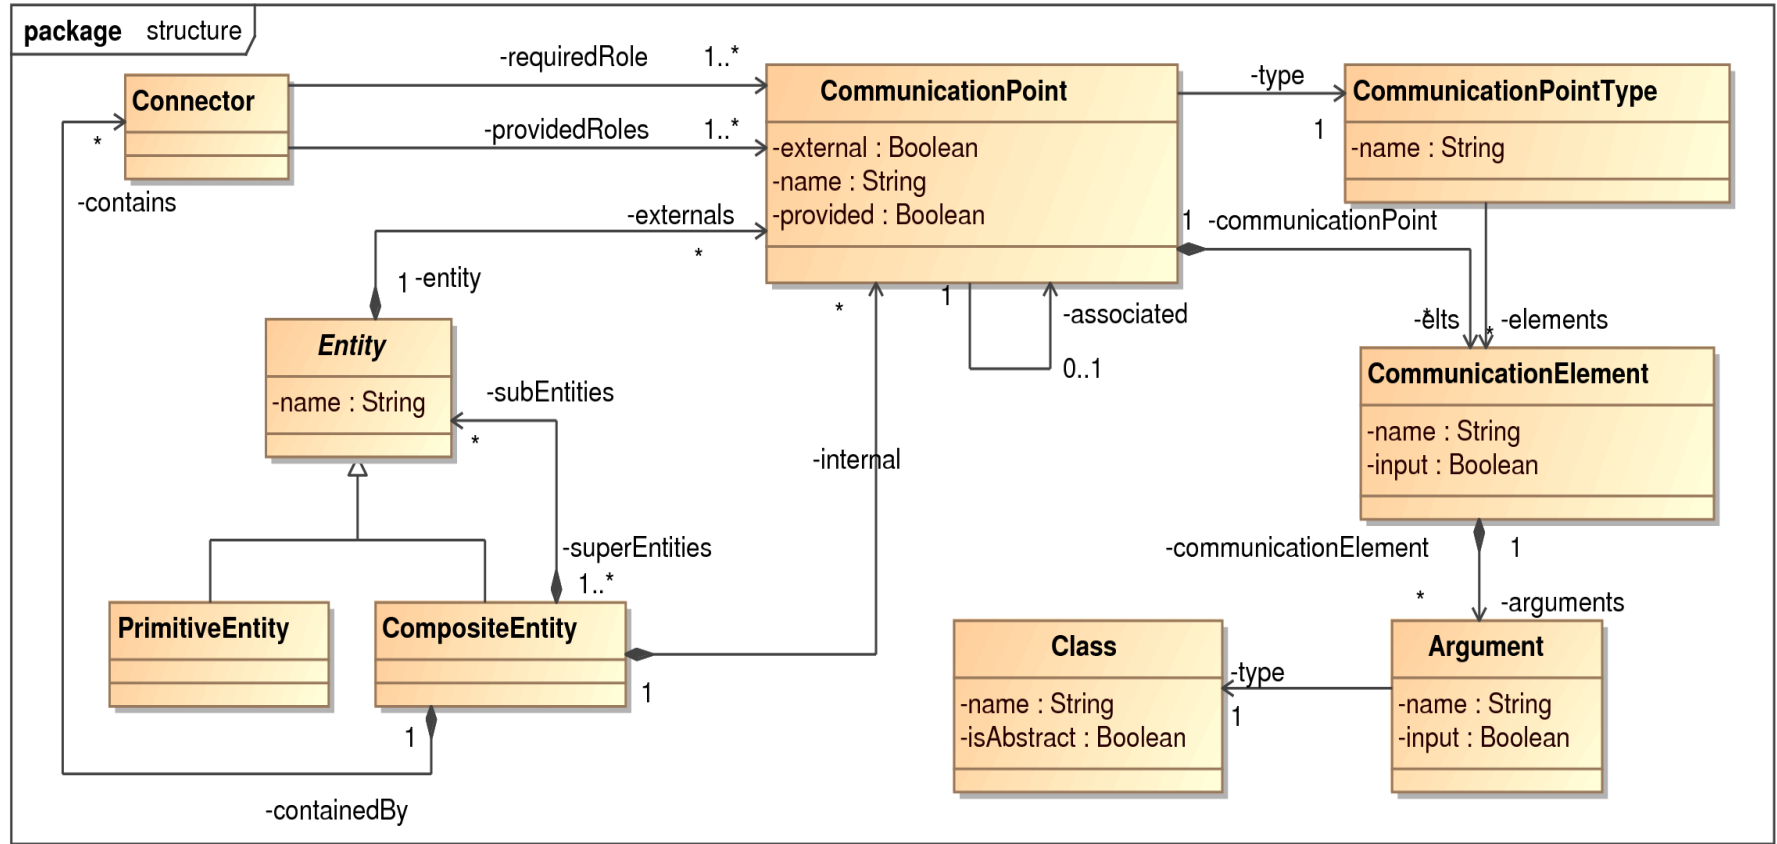 package structure
-requiredRole 1..*
Connector
CommunicationPoint
-type
CommunicationPointType
-providedRoles 1..*
1
*
-external : Boolean
-name : String
-provided : Boolean
-name : String
-contains
-externals
*
1 -communicationPoint
1 -entity
*
1
-associated
0..1
-elts
*
* -elements
Entity
-name : String
-subEntities
*
CommunicationElement
-name : String
-input : Boolean
-internal
-superEntities
1..*
-communicationElement 1
* -arguments
PrimitiveEntity
CompositeEntity
1
1
-containedBy
Class
-name : String
-isAbstract : Boolean
-type
1
Argument
-name : String
-input : Boolean